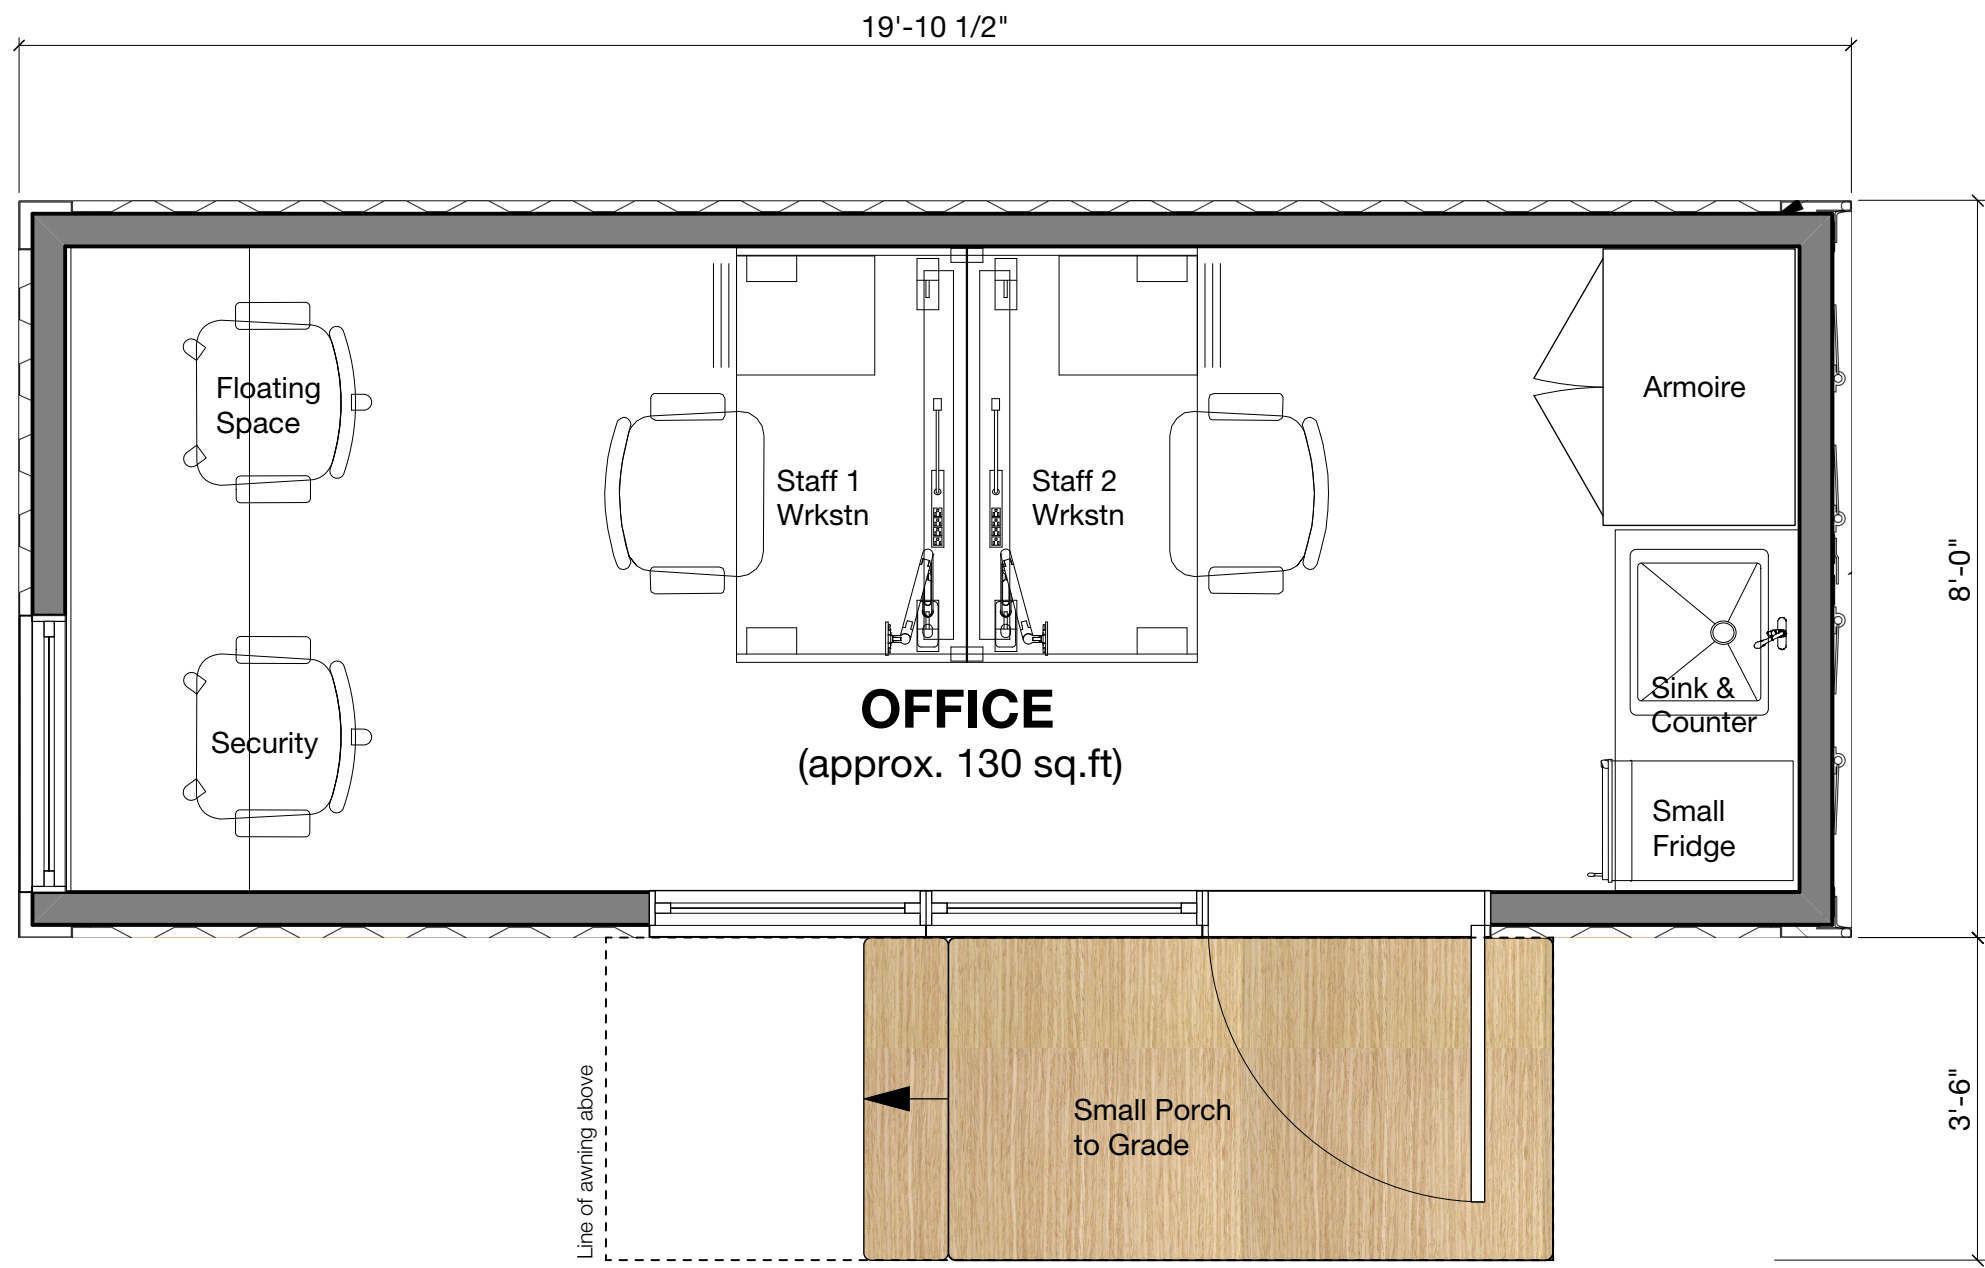 19'-10 1/2"
Floating
Space
Armoire
Staff 1
Wrkstn
Staff 2
Wrkstn
8'-0"
Sink &
Counter
OFFICE
(approx. 130 sq.ft)
Security
Small
Fridge
Line of awning above
Small Porch
to Grade
3'-6"